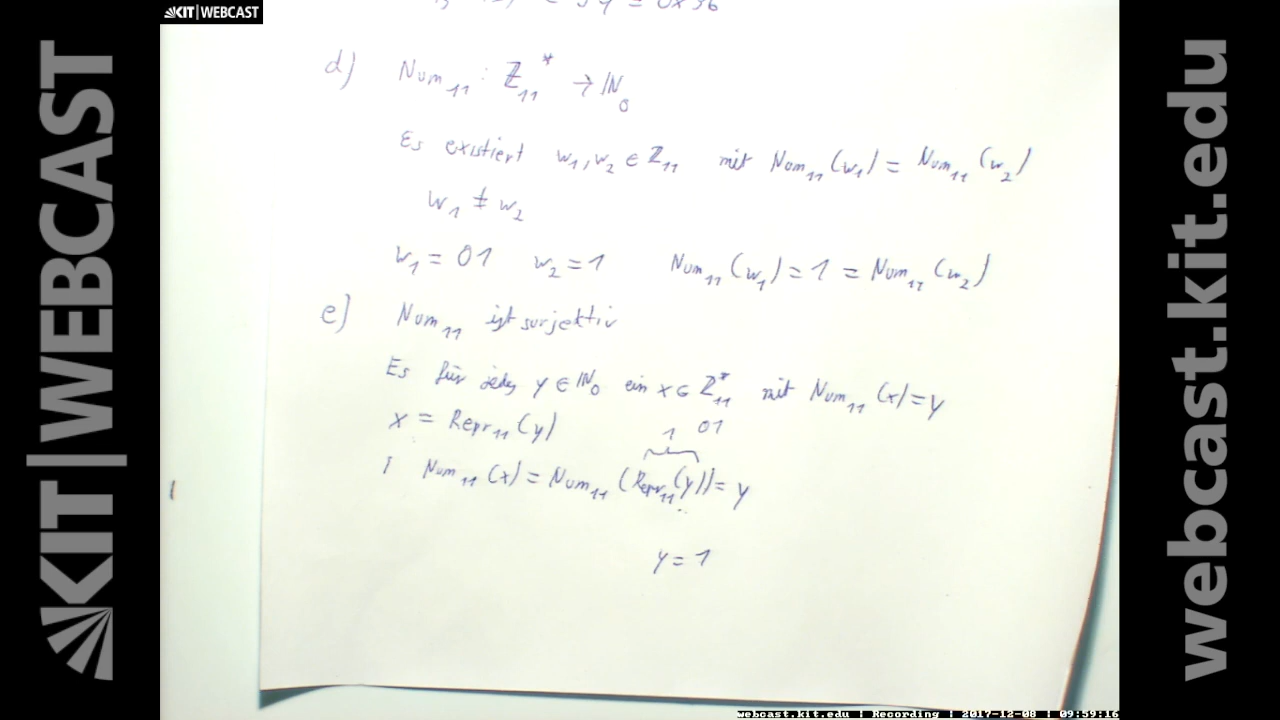 KIT|WEBCAST
KIT|WEBCAST
webcast.kit.edu
= 0x36
d) Num₁₁ : ℤ₁₁* → ℕ₀
Es existiert w₁, w₂ ∈ ℤ₁₁ mit Num₁₁(w₁) = Num₁₁(w₂)
w₁ ≠ w₂
w₁ = 01 w₂ = 1 Num₁₁(w₁) = 1 = Num₁₁(w₂)
e) Num₁₁ ist surjektiv
Es für jedes y ∈ ℕ₀ ein x ∈ ℤ₁₁* mit Num₁₁(x) = y
x = Repr₁₁(y) 1 01
Num₁₁(x) = Num₁₁(Repr₁₁(y)) = y
y = 1
webcast.kit.edu | Recording | 2017-12-08 | 09:59:16